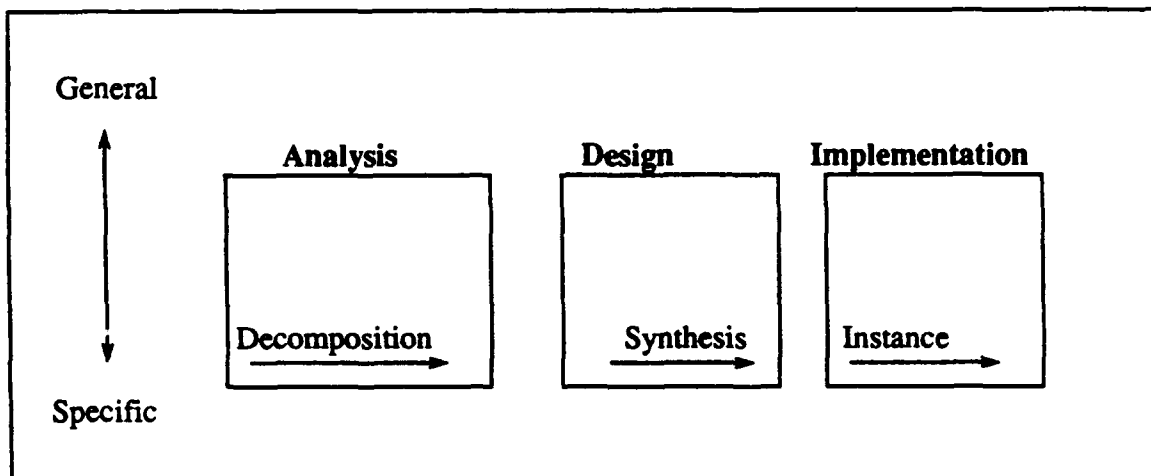 General
Analysis
Design
Implementation
Decomposition
Synthesis
Instance
Specific